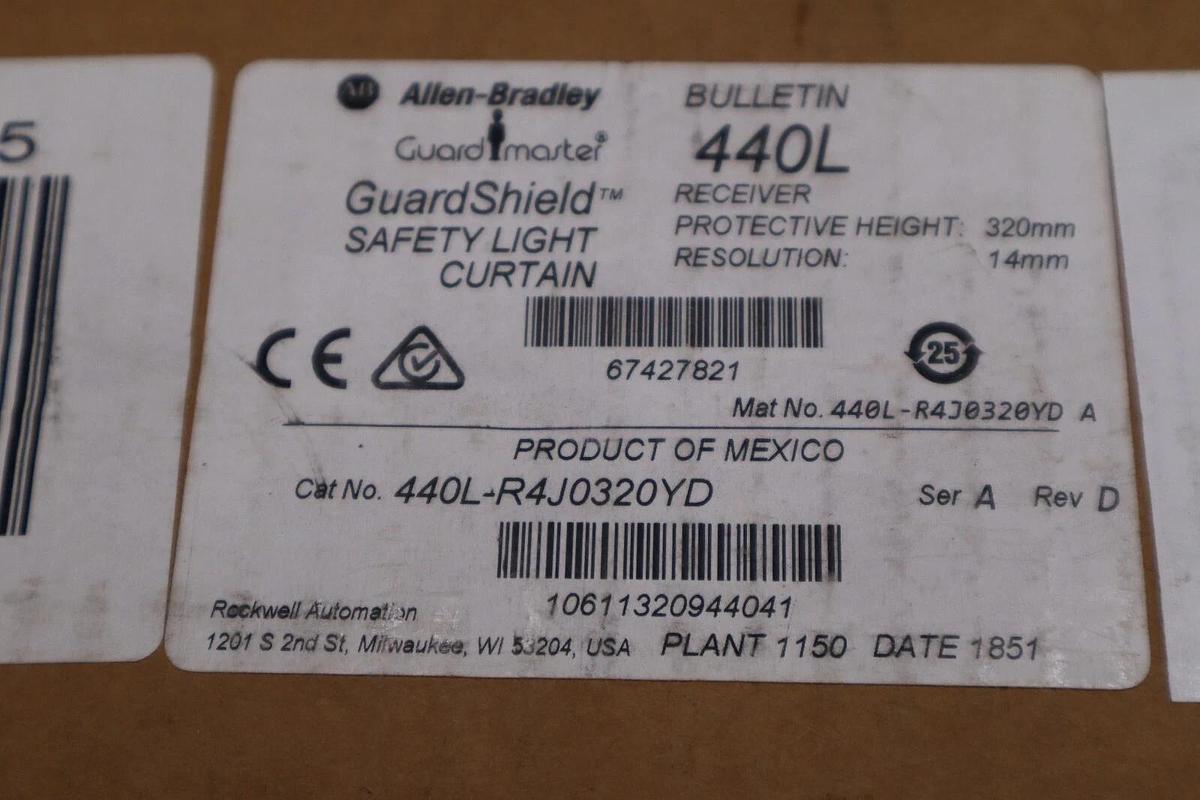 5
AB Allen-Bradley
Guardmaster®
GuardShield™
SAFETY LIGHT
CURTAIN
BULLETIN
440L
RECEIVER
PROTECTIVE HEIGHT: 320mm
RESOLUTION: 14mm
67427821
CE
25
Mat No. 440L-R4J0320YD A
PRODUCT OF MEXICO
Cat No. 440L-R4J0320YD Ser A Rev D
10611320944041
Rockwell Automation
1201 S 2nd St, Milwaukee, WI 53204, USA PLANT 1150 DATE 1851